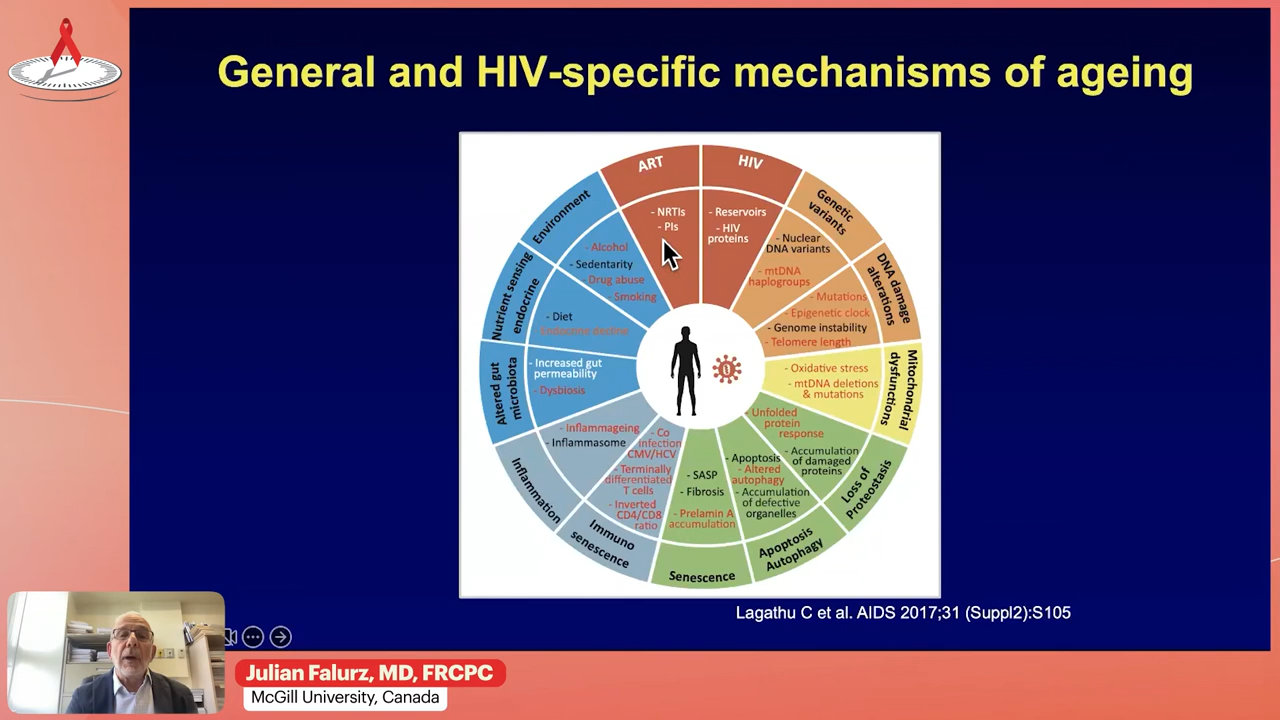 General and HIV-specific mechanisms of ageing
ART
- NRTIs
- PIs
HIV
- Reservoirs
- HIV
proteins
Genetic
variants
- Nuclear
DNA variants
- mtDNA
haplogroups
DNA damage
alterations
- Mutations
- Epigenetic clock
- Genome instability
- Telomere length
Mitochondrial
dysfunctions
- Oxidative stress
- mtDNA deletions
& mutations
Loss of
Proteostasis
- Unfolded
protein
response
- Accumulation
of damaged
proteins
Apoptosis
Autophagy
- Apoptosis
- Altered
autophagy
- Accumulation
of defective
organelles
Senescence
- SASP
- Fibrosis
- Prelamin A
accumulation
Immuno
senescence
- Co
infection
CMV/HCV
- Terminally
differentiated
T cells
- Inverted
CD4/CD8
ratio
Inflammation
- Inflammageing
- Inflammasome
Altered gut
microbiota
- Increased gut
permeability
- Dysbiosis
Nutrient sensing
endocrine
- Diet
- Endocrine decline
Environment
- Alcohol
- Sedentarity
- Drug abuse
- Smoking
Lagathu C et al. AIDS 2017;31 (Suppl2):S105
Julian Falurz, MD, FRCPC
McGill University, Canada